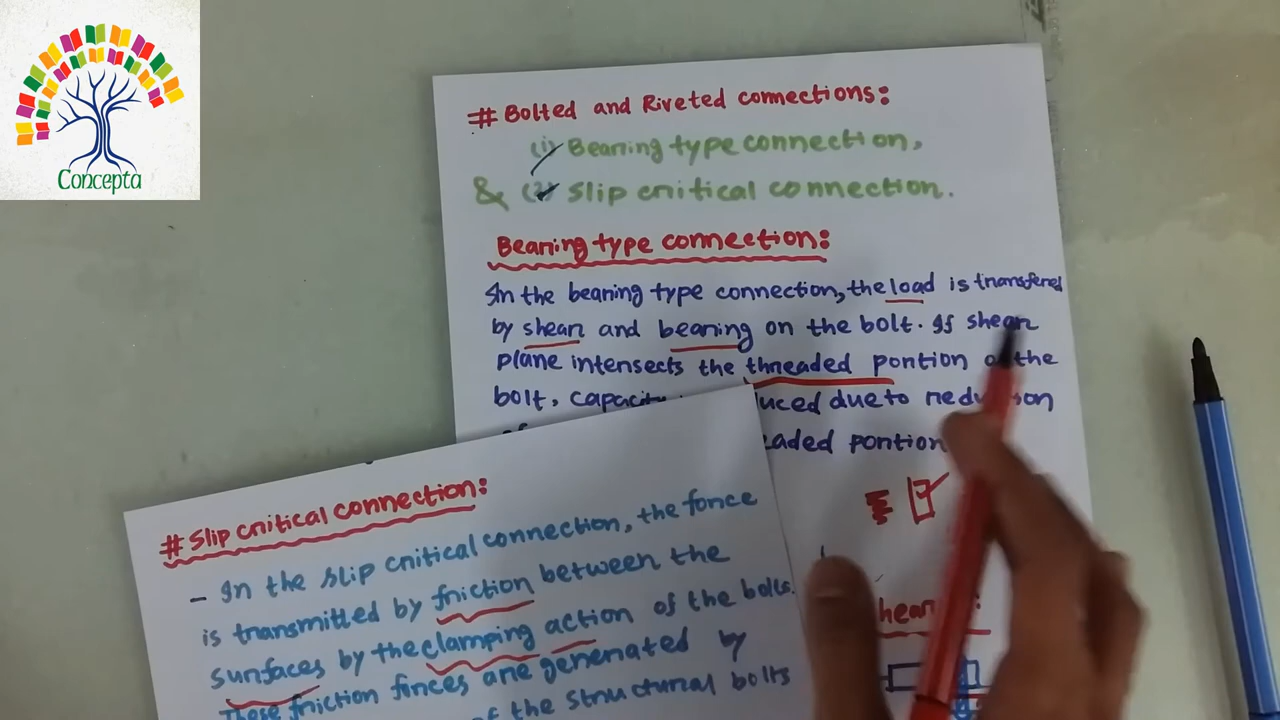 Concepta
# Bolted and Riveted connections:
(1) Bearing type connection,
& (2) Slip critical connection.
Bearing type connection:
In the bearing type connection, the load is transfered
by shear and bearing on the bolt. If shear
plane intersects the threaded portion of the
bolt, capacity duced due to reduction
eaded portion
# Slip critical connection:
- In the slip critical connection, the force
is transmitted by friction between the
surfaces by the clamping action of the bolts.
These friction forces are generated by
of the structural bolts
hear :